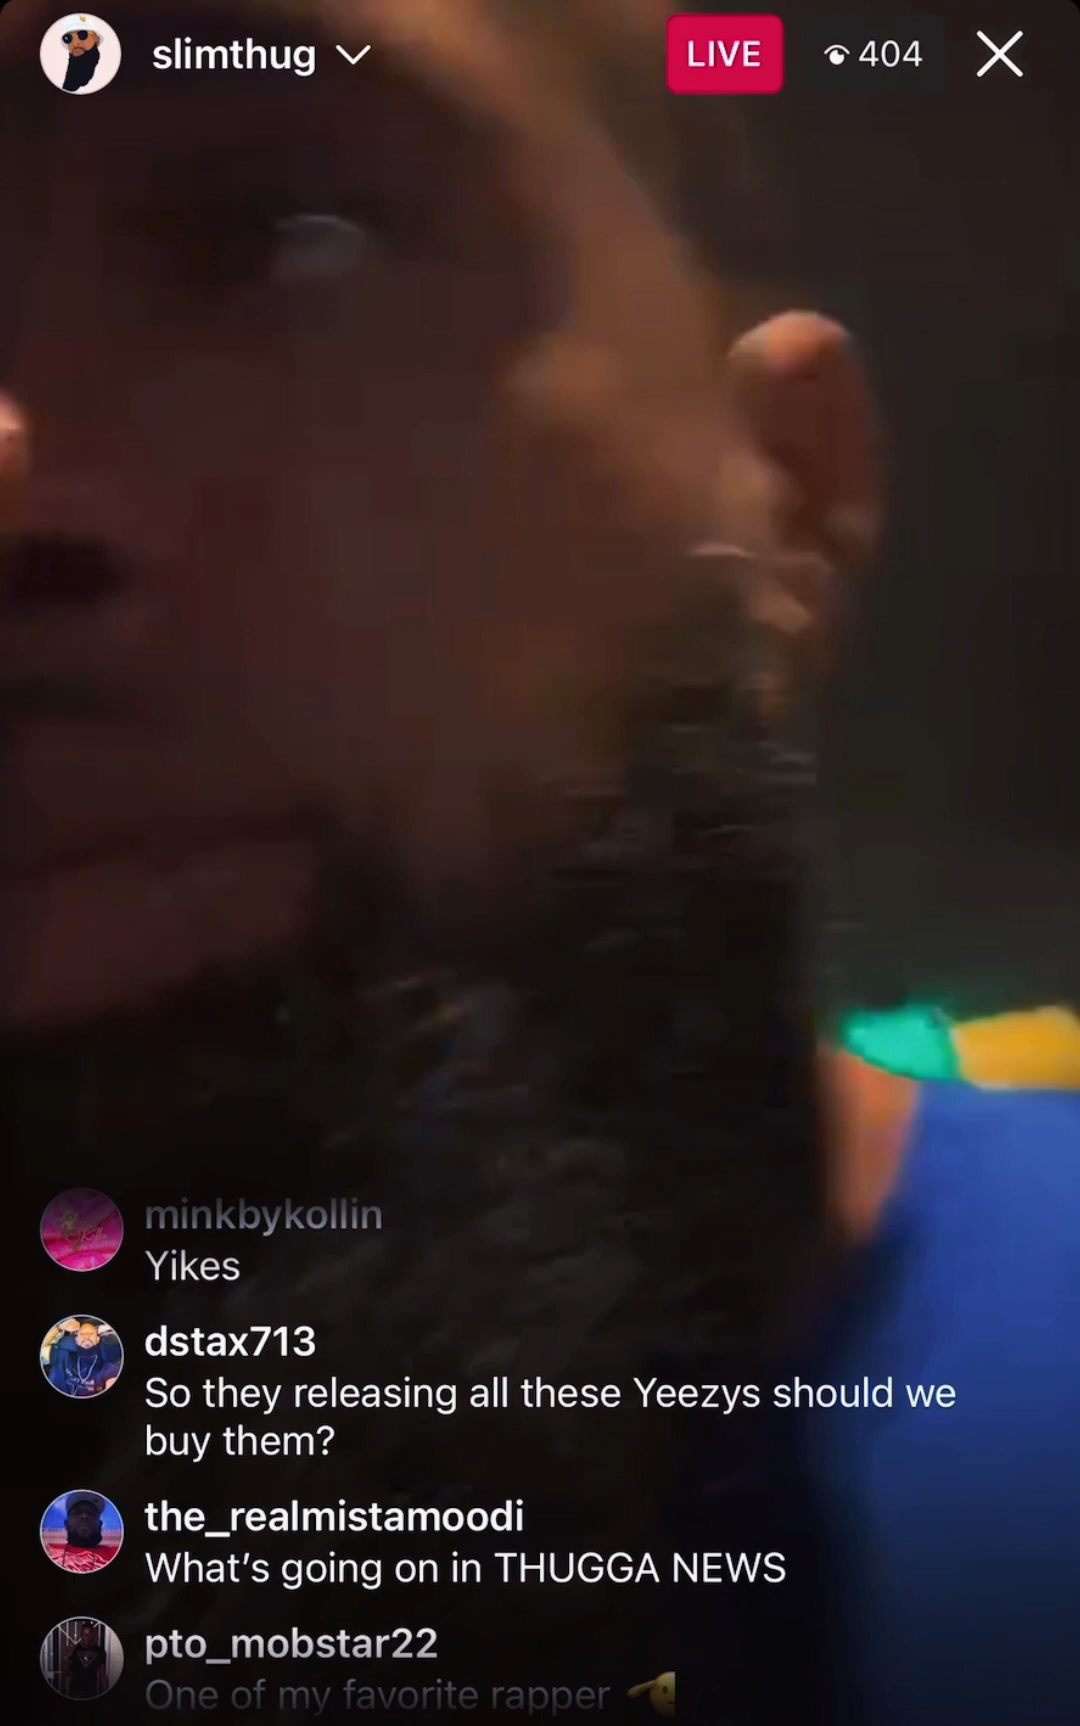 slimthug
LIVE
404
minkbykollin
Yikes
dstax713
So they releasing all these Yeezys should we
buy them?
the_realmistamoodi
What's going on in THUGGA NEWS
pto_mobstar22
One of my favorite rapper